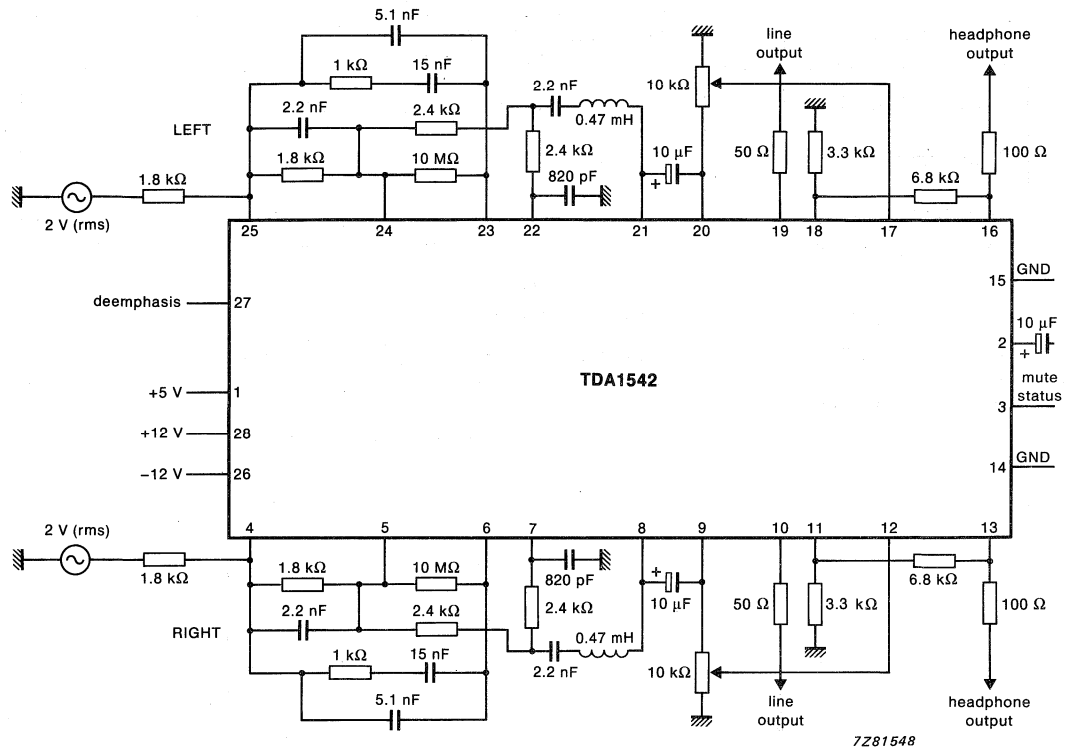 5.1 nF
1 kΩ 15 nF
2.2 nF 2.4 kΩ
LEFT
1.8 kΩ 10 MΩ
1.8 kΩ
2 V (rms)
2.2 nF
0.47 mH
2.4 kΩ
820 pF
10 µF
+
10 kΩ
line
output
50 Ω
3.3 kΩ
6.8 kΩ
headphone
output
100 Ω
25 24 23 22 21 20 19 18 17 16
deemphasis 27
+5 V 1
+12 V 28
−12 V 26
TDA1542
15 GND
10 µF
2
+
mute
status
3
14 GND
4 5 6 7 8 9 10 11 12 13
2 V (rms)
1.8 kΩ
1.8 kΩ 10 MΩ
2.2 nF 2.4 kΩ
RIGHT
1 kΩ 15 nF
5.1 nF
820 pF
2.4 kΩ
0.47 mH
2.2 nF
+
10 µF
10 kΩ
50 Ω
line
output
3.3 kΩ
6.8 kΩ
100 Ω
headphone
output
7Z81548